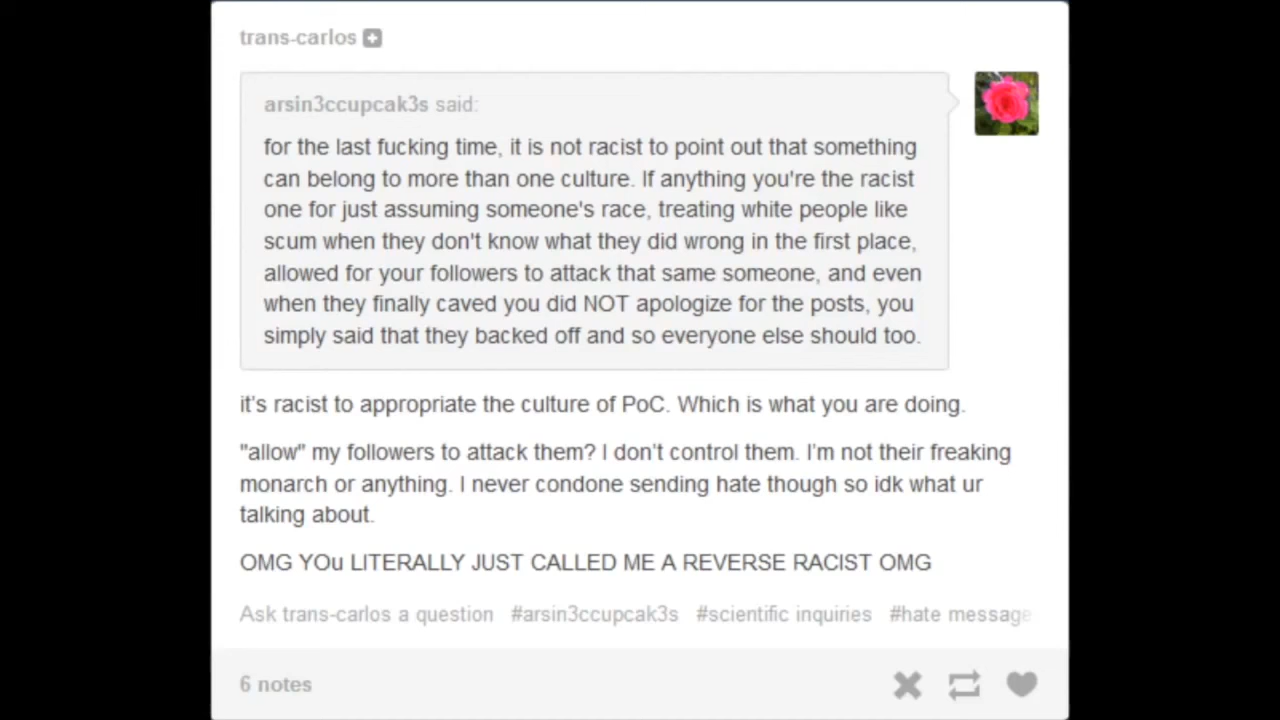 trans-carlos
arsin3ccupcak3s said:
for the last fucking time, it is not racist to point out that something
can belong to more than one culture. If anything you're the racist
one for just assuming someone's race, treating white people like
scum when they don't know what they did wrong in the first place,
allowed for your followers to attack that same someone, and even
when they finally caved you did NOT apologize for the posts, you
simply said that they backed off and so everyone else should too.
it's racist to appropriate the culture of PoC. Which is what you are doing.
"allow" my followers to attack them? I don't control them. I'm not their freaking
monarch or anything. I never condone sending hate though so idk what ur
talking about.
OMG YOu LITERALLY JUST CALLED ME A REVERSE RACIST OMG
Ask trans-carlos a question #arsin3ccupcak3s #scientific inquiries #hate message
6 notes